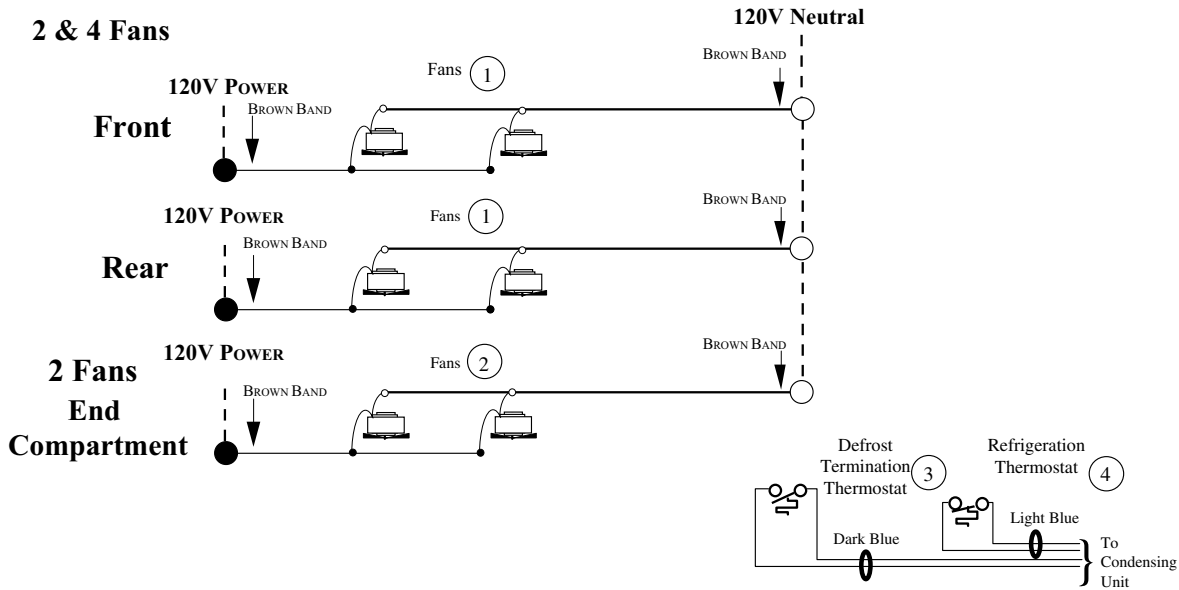 2 & 4 Fans
120V Neutral
BROWN BAND
Fans 1
120V POWER
BROWN BAND
Front
BROWN BAND
Fans 1
120V POWER
BROWN BAND
Rear
BROWN BAND
Fans 2
120V POWER
2 Fans
BROWN BAND
End
Compartment
Defrost
Termination
Thermostat
3
Refrigeration
Thermostat
4
Light Blue
Dark Blue
To
Condensing
Unit